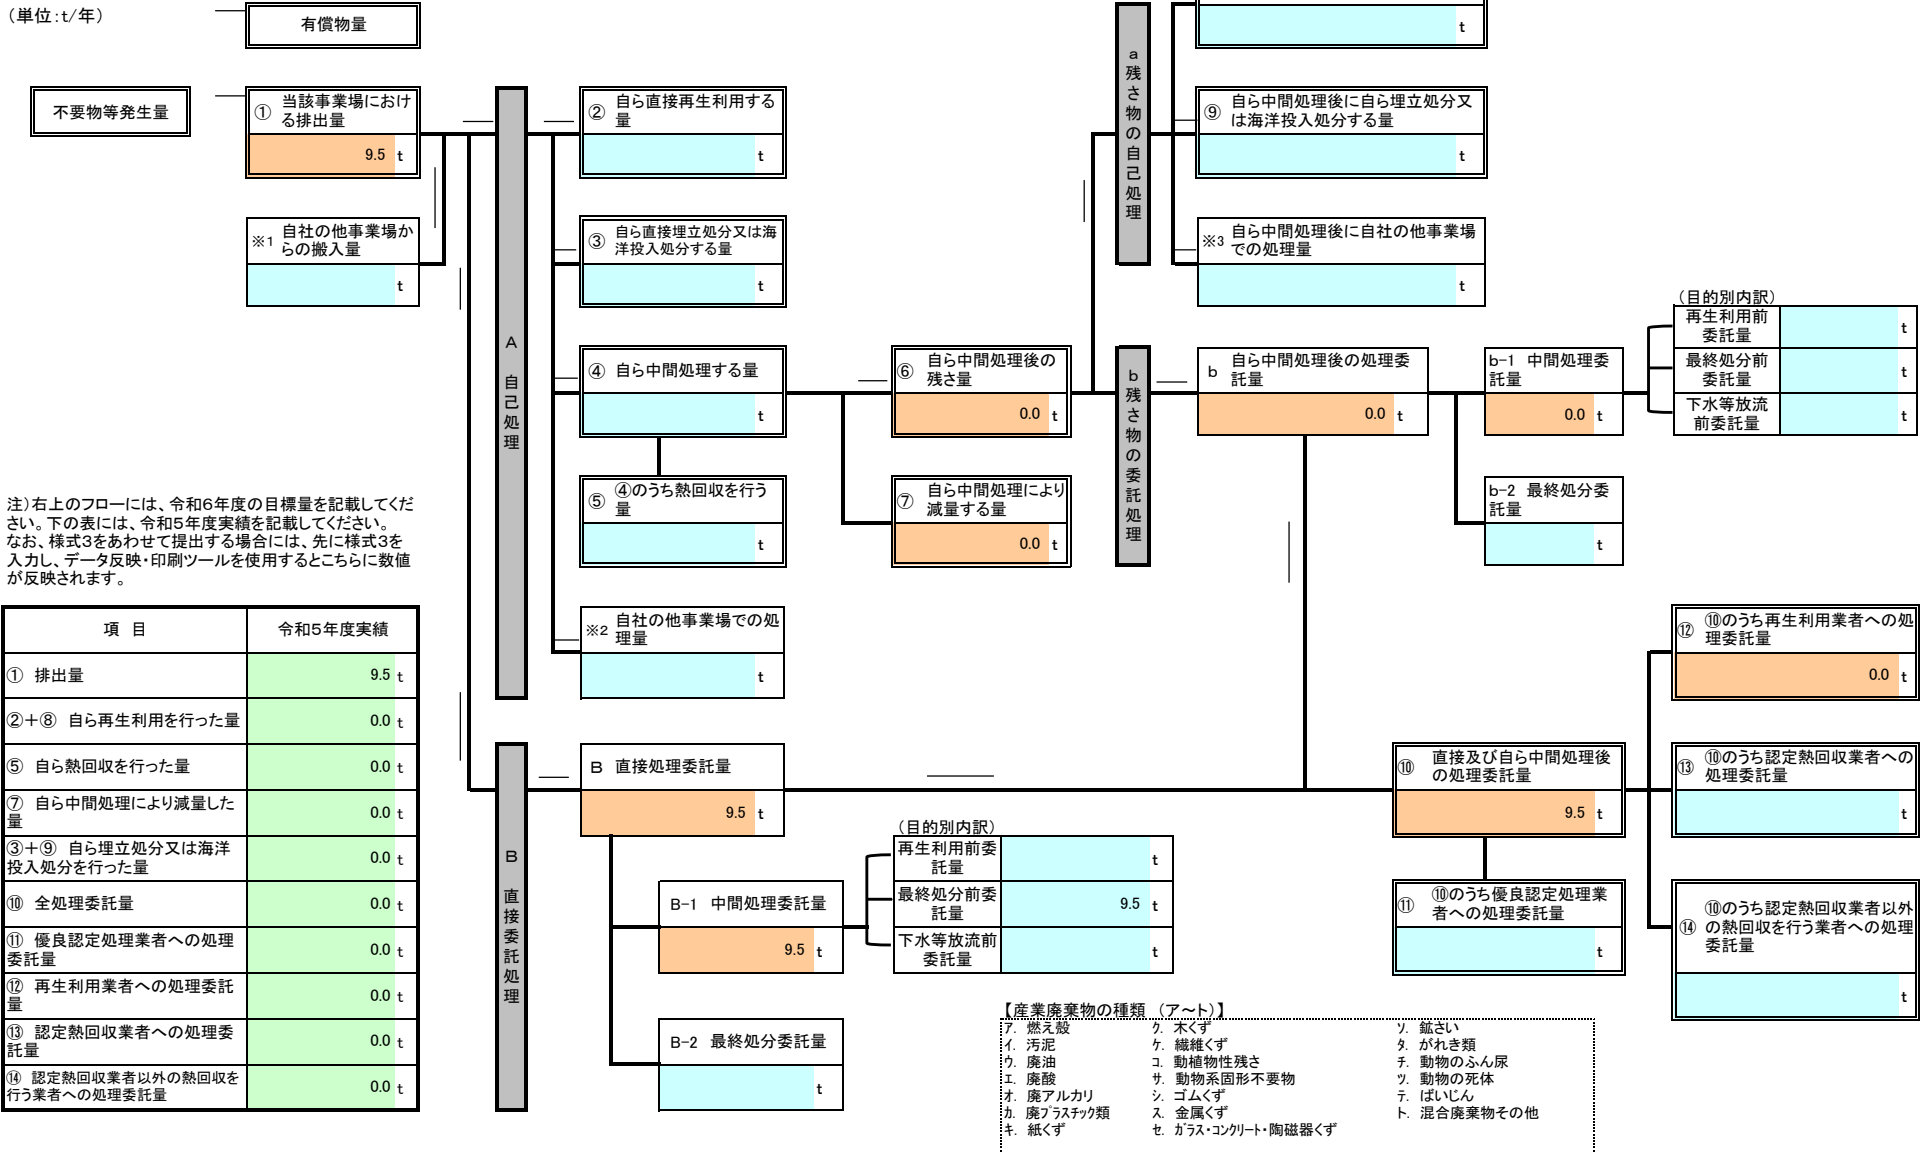 （単位：t/年）
有償物量
t
不要物等発生量
① 当該事業場におけ
る排出量
9.5 t
※1 自社の他事業場か
らの搬入量
t
A 自己処理
② 自ら直接再生利用する
量
t
③ 自ら直接埋立処分又は海
洋投入処分する量
t
④ 自ら中間処理する量
t
⑤ ④のうち熱回収を行う
量
t
※2 自社の他事業場での処
理量
t
⑥ 自ら中間処理後の
残さ量
0.0 t
⑦ 自ら中間処理により
減量する量
0.0 t
a 残さ物の自己処理
⑨ 自ら中間処理後に自ら埋立処分又
は海洋投入処分する量
t
※3 自ら中間処理後に自社の他事業場
での処理量
t
b 残さ物の委託処理
b 自ら中間処理後の処理委
託量
0.0 t
b-1 中間処理委
託量
0.0 t
（目的別内訳）
再生利用前
委託量
t
最終処分前
委託量
t
下水等放流
前委託量
t
b-2 最終処分委
託量
t
注）右上のフローには、令和6年度の目標量を記載してくだ
さい。下の表には、令和5年度実績を記載してください。
なお、様式3をあわせて提出する場合には、先に様式3を
入力し、データ反映・印刷ツールを使用するとこちらに数値
が反映されます。
項 目 令和5年度実績
① 排出量 9.5 t
②＋⑧ 自ら再生利用を行った量 0.0 t
⑤ 自ら熱回収を行った量 0.0 t
⑦ 自ら中間処理により減量した
量 0.0 t
③＋⑨ 自ら埋立処分又は海洋
投入処分を行った量 0.0 t
⑩ 全処理委託量 0.0 t
⑪ 優良認定処理業者への処理
委託量 0.0 t
⑫ 再生利用業者への処理委託
量 0.0 t
⑬ 認定熱回収業者への処理委
託量 0.0 t
⑭ 認定熱回収業者以外の熱回収を
行う業者への処理委託量 0.0 t
B 直接委託処理
B 直接処理委託量
9.5 t
B-1 中間処理委託量
9.5 t
（目的別内訳）
再生利用前委
託量
t
最終処分前委
託量
9.5 t
下水等放流前
委託量
t
B-2 最終処分委託量
t
⑩ 直接及び自ら中間処理後
の処理委託量
9.5 t
⑪ ⑩のうち優良認定処理業
者への処理委託量
t
⑫ ⑩のうち再生利用業者への処
理委託量
0.0 t
⑬ ⑩のうち認定熱回収業者への
処理委託量
t
⑭ ⑩のうち認定熱回収業者以外
の熱回収を行う業者への処理
委託量
t
【産業廃棄物の種類 （ア～ト）】
ア. 燃え殻 ク. 木くず ソ. 鉱さい
イ. 汚泥 ケ. 繊維くず タ. がれき類
ウ. 廃油 コ. 動植物性残さ チ. 動物のふん尿
エ. 廃酸 サ. 動物系固形不要物 ツ. 動物の死体
オ. 廃アルカリ シ. ゴムくず テ. ばいじん
カ. 廃プラスチック類 ス. 金属くず ト. 混合廃棄物その他
キ. 紙くず セ. ガラス・コンクリート・陶磁器くず